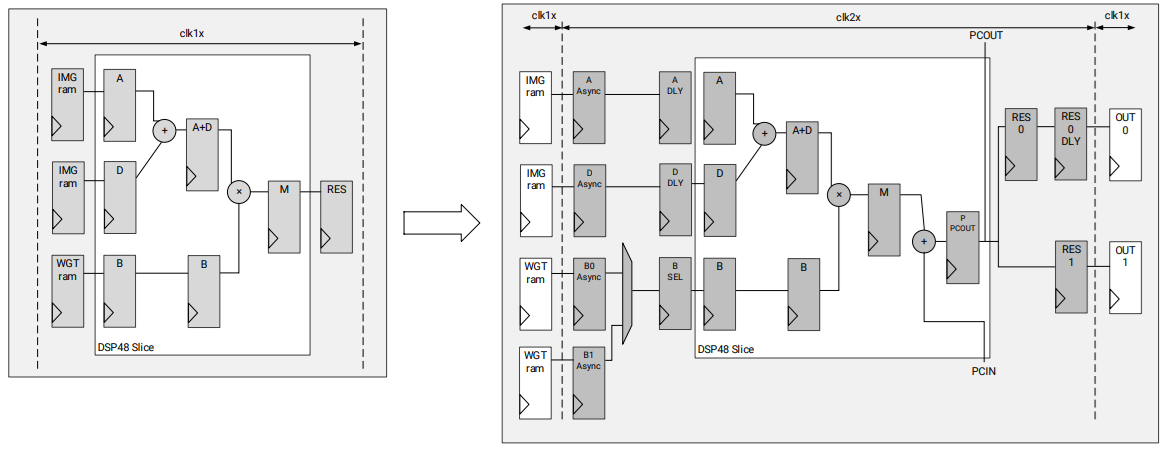 clk1x
IMG
ram
A
+
A+D
IMG
ram
D
×
M
RES
WGT
ram
B
B
DSP48 Slice
clk1x
clk2x
clk1x
PCOUT
IMG
ram
A
Async
A
DLY
A
+
A+D
RES
0
RES
0
DLY
OUT
0
IMG
ram
D
Async
D
DLY
D
×
M
P
PCOUT
+
WGT
ram
B0
Async
B
SEL
B
B
RES
1
OUT
1
WGT
ram
B1
Async
DSP48 Slice
PCIN